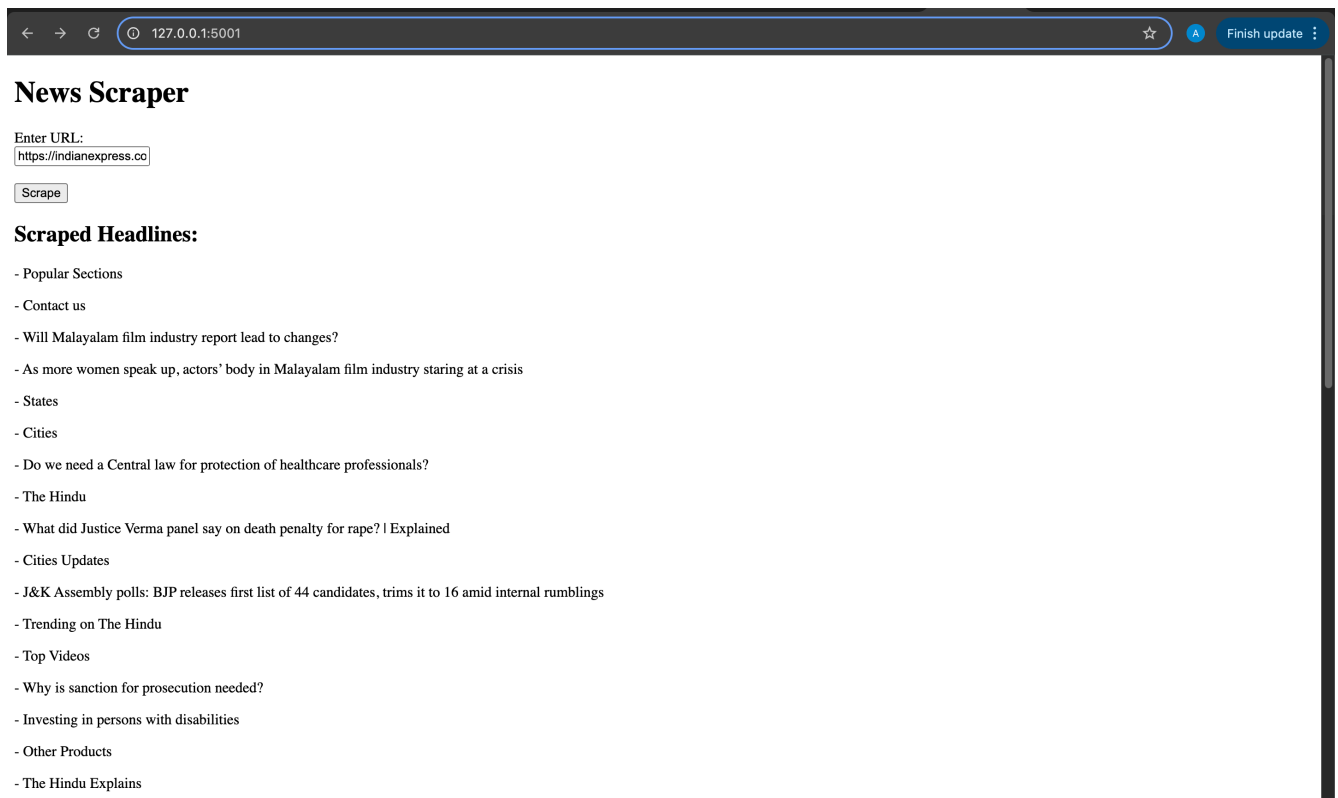 127.0.0.1:5001
A
Finish update
News Scraper
Enter URL:
https://indianexpress.co
Scrape
Scraped Headlines:
- Popular Sections
- Contact us
- Will Malayalam film industry report lead to changes?
- As more women speak up, actors’ body in Malayalam film industry staring at a crisis
- States
- Cities
- Do we need a Central law for protection of healthcare professionals?
- The Hindu
- What did Justice Verma panel say on death penalty for rape? | Explained
- Cities Updates
- J&K Assembly polls: BJP releases first list of 44 candidates, trims it to 16 amid internal rumblings
- Trending on The Hindu
- Top Videos
- Why is sanction for prosecution needed?
- Investing in persons with disabilities
- Other Products
- The Hindu Explains